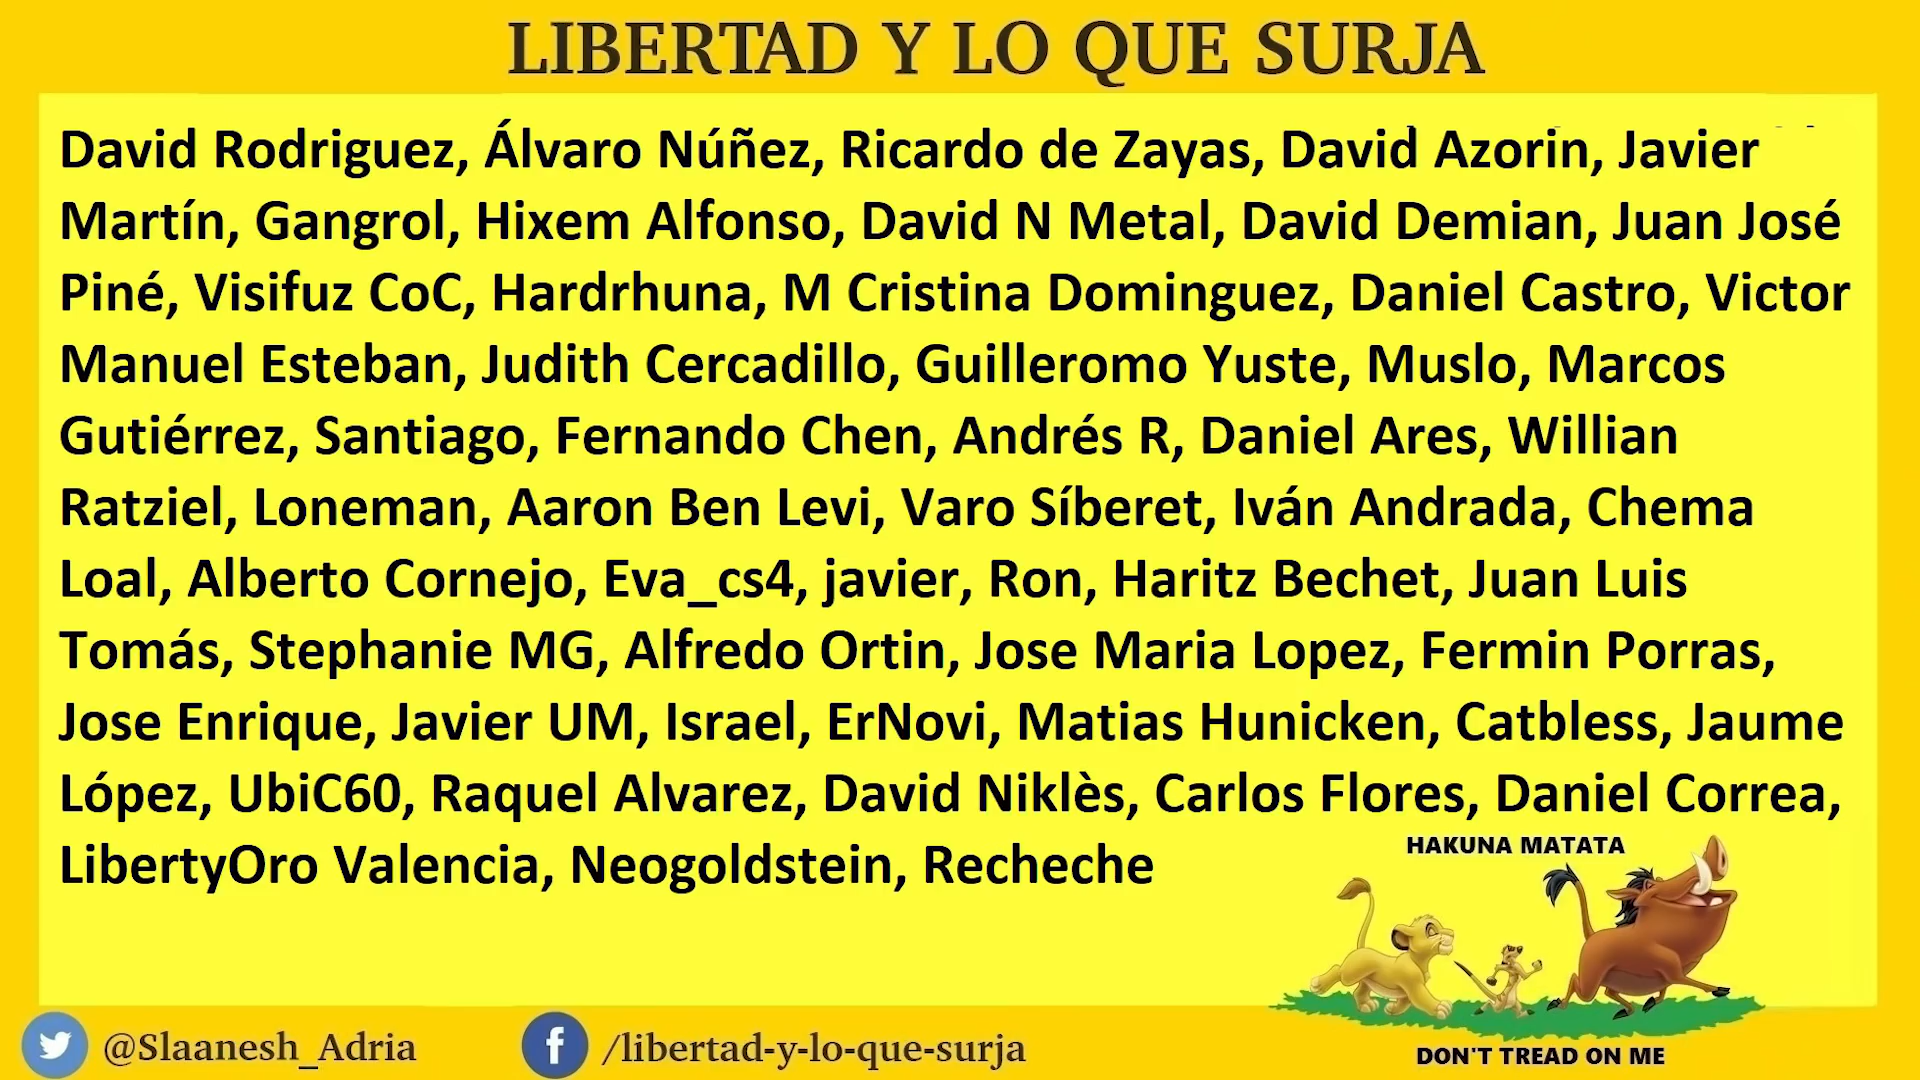 LIBERTAD Y LO QUE SURJA
David Rodriguez, Álvaro Núñez, Ricardo de Zayas, David Azorin, Javier
Martín, Gangrol, Hixem Alfonso, David N Metal, David Demian, Juan José
Piné, Visifuz CoC, Hardrhuna, M Cristina Dominguez, Daniel Castro, Victor
Manuel Esteban, Judith Cercadillo, Guilleromo Yuste, Muslo, Marcos
Gutiérrez, Santiago, Fernando Chen, Andrés R, Daniel Ares, Willian
Ratziel, Loneman, Aaron Ben Levi, Varo Síberet, Iván Andrada, Chema
Loal, Alberto Cornejo, Eva_cs4, javier, Ron, Haritz Bechet, Juan Luis
Tomás, Stephanie MG, Alfredo Ortin, Jose Maria Lopez, Fermin Porras,
Jose Enrique, Javier UM, Israel, ErNovi, Matias Hunicken, Catbless, Jaume
López, UbiC60, Raquel Alvarez, David Niklès, Carlos Flores, Daniel Correa,
LibertyOro Valencia, Neogoldstein, Recheche
HAKUNA MATATA
DON'T TREAD ON ME
@Slaanesh_Adria
/libertad-y-lo-que-surja